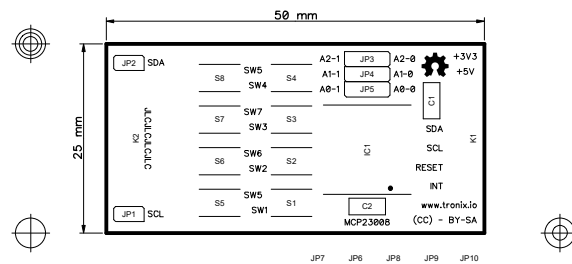 50 mm
25 mm
JP2 SDA
K2
JLCJLCJLCJLC
JP1 SCL
SW5
S8 S4
SW4
SW7
S7 S3
SW3
SW6
S6 S2
SW2
SW5
S5 S1
SW1
A2-1 JP3 A2-0
A1-1 JP4 A1-0
A0-1 JP5 A0-0
IC1
C2
MCP23008
+3V3
+5V
C1
SDA
SCL
RESET
INT
K1
www.tronix.io
(CC) - BY-SA
JP7 JP6 JP8 JP9 JP10